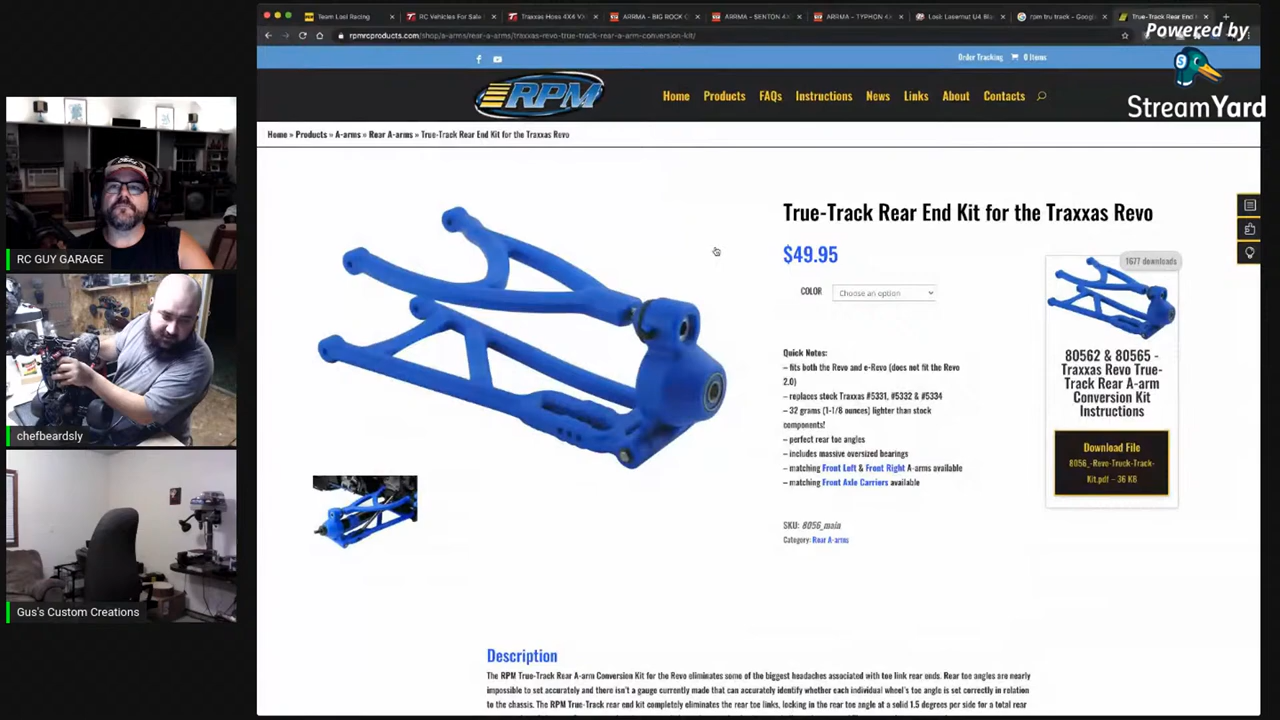 Team Losi Racing
RC Vehicles For Sale
Traxxas Hoss 4X4 VX
ARRMA - BIG ROCK C
ARRMA - SENTON 4X
ARRMA - TYPHON 4X
Losi Lasernut U4 Bla
rpm tru track - Google
True-Track Rear End
Powered by
StreamYard
rpmrcproducts.com/shop/a-arms/rear-a-arms/traxxas-revo-true-track-rear-a-arm-conversion-kit/
Order Tracking
0 Items
RPM
Home
Products
FAQs
Instructions
News
Links
About
Contacts
Home » Products » A-arms » Rear A-arms » True-Track Rear End Kit for the Traxxas Revo
True-Track Rear End Kit for the Traxxas Revo
$49.95
COLOR
Choose an option
Quick Notes:
– fits both the Revo and e-Revo (does not fit the Revo
2.0)
– replaces stock Traxxas #5331, #5332 & #5334
– 32 grams (1-1/8 ounces) lighter than stock
components!
– perfect rear toe angles
– includes massive oversized bearings
– matching Front Left & Front Right A-arms available
– matching Front Axle Carriers available
SKU: 8056_main
Category: Rear A-arms
1677 downloads
80562 & 80565 -
Traxxas Revo True-
Track Rear A-arm
Conversion Kit
Instructions
Download File
8056_-Revo-Truck-Track-
Kit.pdf – 36 KB
Description
The RPM True-Track Rear A-arm Conversion Kit for the Revo eliminates some of the biggest headaches associated with toe link rear ends. Rear toe angles are nearly
impossible to set accurately and there isn't a gauge currently made that can accurately identify whether each individual wheel's toe angle is set correctly in relation
to the chassis. The RPM True-Track rear end kit completely eliminates the rear toe links, locking in the rear toe angle at a solid 1.5 degrees per side for a total rear
RC GUY GARAGE
chefbeardsly
Gus's Custom Creations